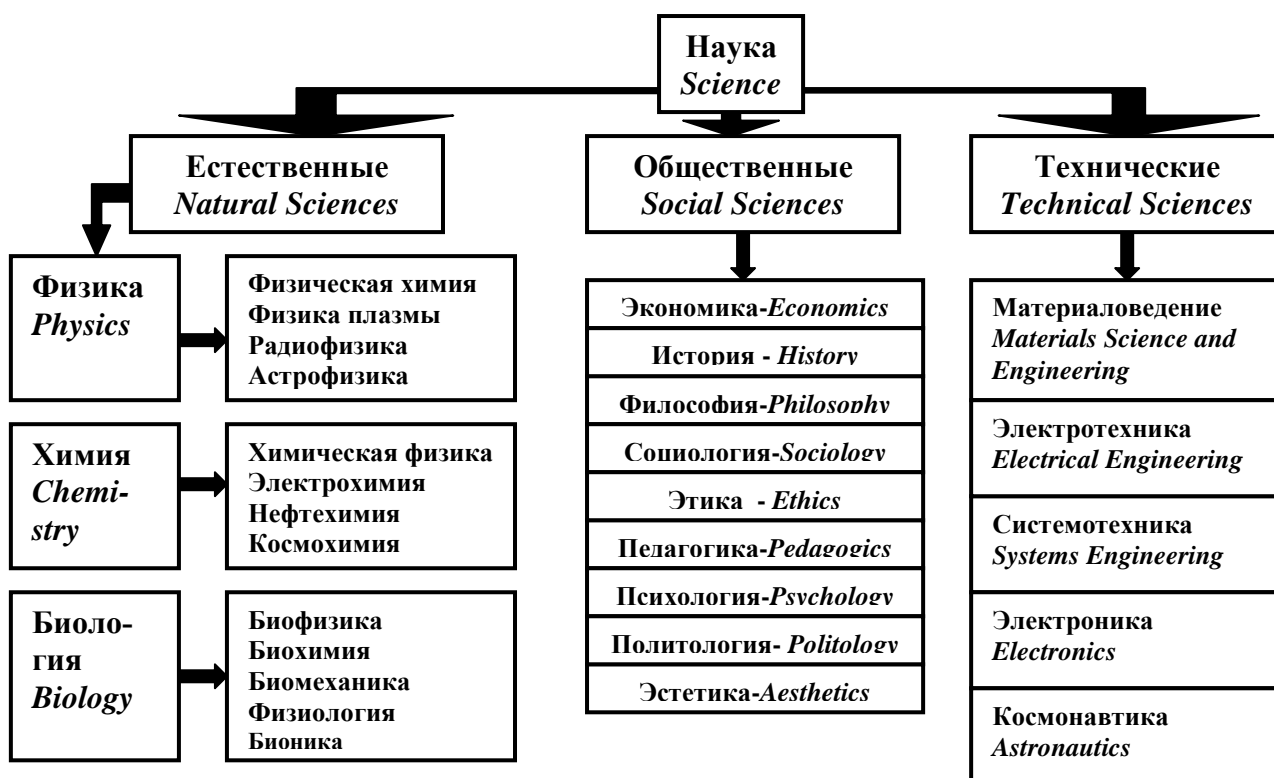 Наука
Science
Естественные
Natural Sciences
Общественные
Social Sciences
Технические
Technical Sciences
Физика
Physics
Физическая химия
Физика плазмы
Радиофизика
Астрофизика
Химия
Chemi-
stry
Химическая физика
Электрохимия
Нефтехимия
Космохимия
Биоло-
гия
Biology
Биофизика
Биохимия
Биомеханика
Физиология
Бионика
Экономика-Economics
История - History
Философия-Philosophy
Социология-Sociology
Этика - Ethics
Педагогика-Pedagogics
Психология-Psychology
Политология- Politology
Эстетика-Aesthetics
Материаловедение
Materials Science and
Engineering
Электротехника
Electrical Engineering
Системотехника
Systems Engineering
Электроника
Electronics
Космонавтика
Astronautics